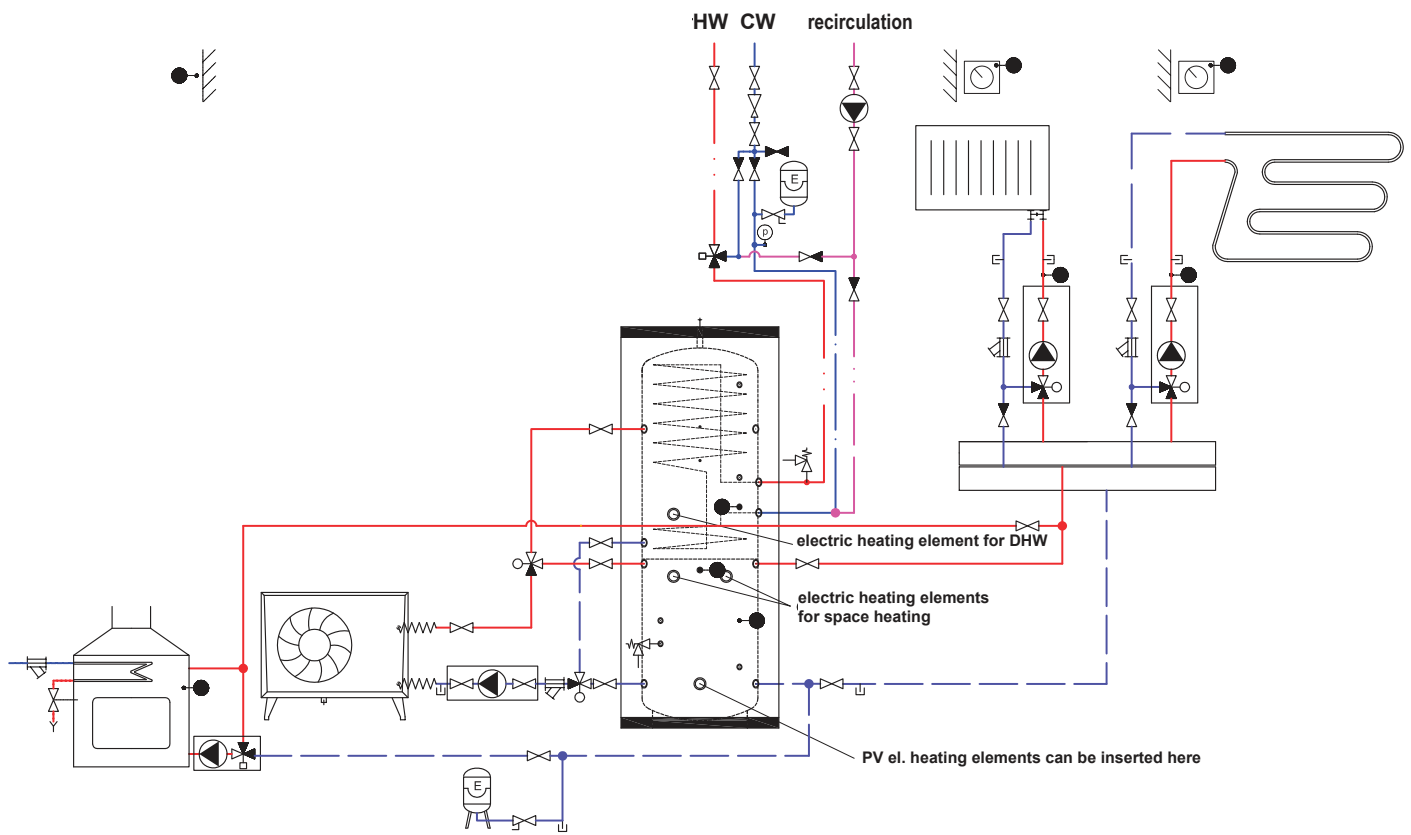 HW CW recirculation
E
p
electric heating element for DHW
electric heating elements
for space heating
PV el. heating elements can be inserted here
E